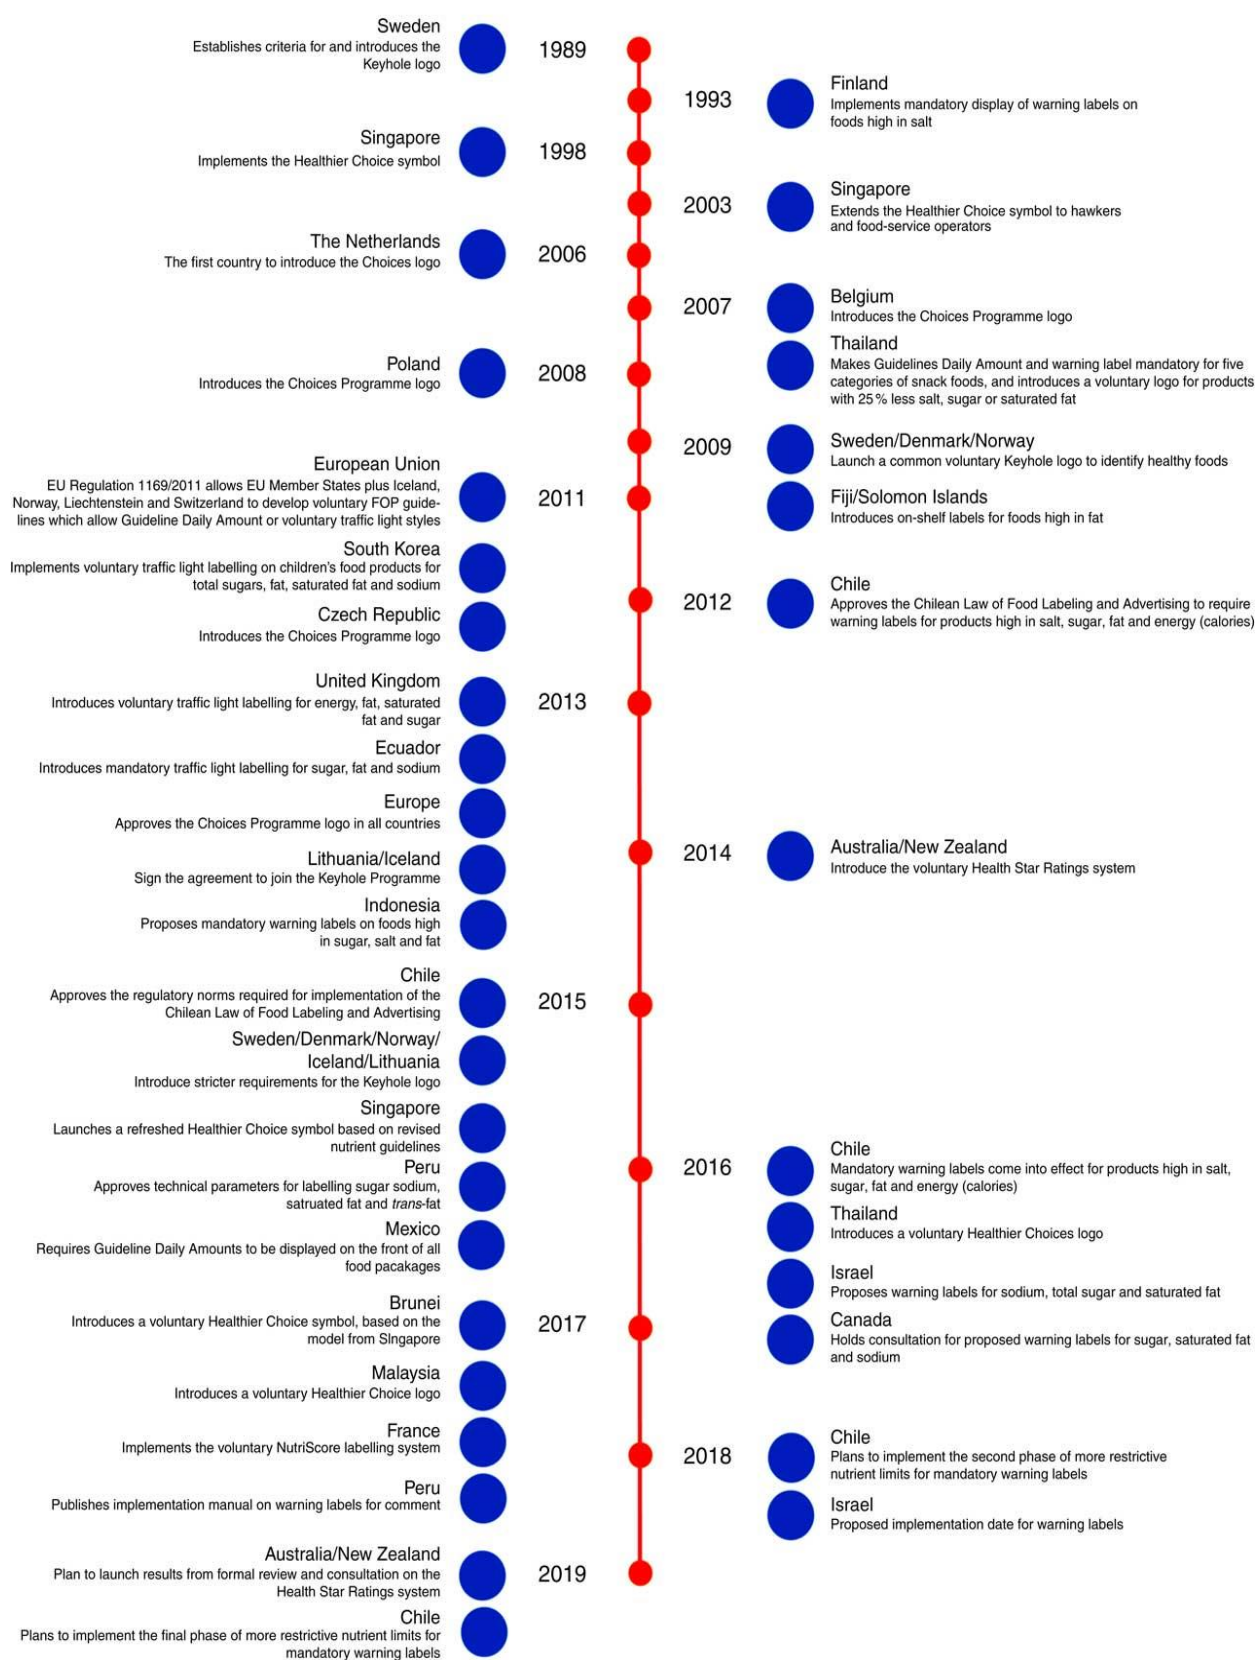 Sweden
Establishes criteria for and introduces the
Keyhole logo
1989
1993
Finland
Implements mandatory display of warning labels on
foods high in salt
Singapore
Implements the Healthier Choice symbol
1998
2003
Singapore
Extends the Healthier Choice symbol to hawkers
and food-service operators
The Netherlands
The first country to introduce the Choices logo
2006
2007
Belgium
Introduces the Choices Programme logo
Thailand
Makes Guidelines Daily Amount and warning label mandatory for five
categories of snack foods, and introduces a voluntary logo for products
with 25 % less salt, sugar or saturated fat
Poland
Introduces the Choices Programme logo
2008
2009
Sweden/Denmark/Norway
Launch a common voluntary Keyhole logo to identify healthy foods
Fiji/Solomon Islands
Introduces on-shelf labels for foods high in fat
European Union
EU Regulation 1169/2011 allows EU Member States plus Iceland,
Norway, Liechtenstein and Switzerland to develop voluntary FOP guide-
lines which allow Guideline Daily Amount or voluntary traffic light styles
2011
South Korea
Implements voluntary traffic light labelling on children's food products for
total sugars, fat, saturated fat and sodium
Czech Republic
Introduces the Choices Programme logo
2012
Chile
Approves the Chilean Law of Food Labeling and Advertising to require
warning labels for products high in salt, sugar, fat and energy (calories)
United Kingdom
Introduces voluntary traffic light labelling for energy, fat, saturated
fat and sugar
2013
Ecuador
Introduces mandatory traffic light labelling for sugar, fat and sodium
Europe
Approves the Choices Programme logo in all countries
Lithuania/Iceland
Sign the agreement to join the Keyhole Programme
Indonesia
Proposes mandatory warning labels on foods high
in sugar, salt and fat
2014
Australia/New Zealand
Introduce the voluntary Health Star Ratings system
Chile
Approves the regulatory norms required for implementation of the
Chilean Law of Food Labeling and Advertising
2015
Sweden/Denmark/Norway/
Iceland/Lithuania
Introduce stricter requirements for the Keyhole logo
Singapore
Launches a refreshed Healthier Choice symbol based on revised
nutrient guidelines
Peru
Approves technical parameters for labelling sugar sodium,
satruated fat and trans-fat
Mexico
Requires Guideline Daily Amounts to be displayed on the front of all
food pacakages
2016
Chile
Mandatory warning labels come into effect for products high in salt,
sugar, fat and energy (calories)
Thailand
Introduces a voluntary Healthier Choices logo
Israel
Proposes warning labels for sodium, total sugar and saturated fat
Canada
Holds consultation for proposed warning labels for sugar, saturated fat
and sodium
Brunei
Introduces a voluntary Healthier Choice symbol, based on the
model from SIngapore
2017
Malaysia
Introduces a voluntary Healthier Choice logo
France
Implements the voluntary NutriScore labelling system
Peru
Publishes implementation manual on warning labels for comment
2018
Chile
Plans to implement the second phase of more restrictive
nutrient limits for mandatory warning labels
Israel
Proposed implementation date for warning labels
Australia/New Zealand
Plan to launch results from formal review and consultation on the
Health Star Ratings system
2019
Chile
Plans to implement the final phase of more restrictive nutrient limits for
mandatory warning labels